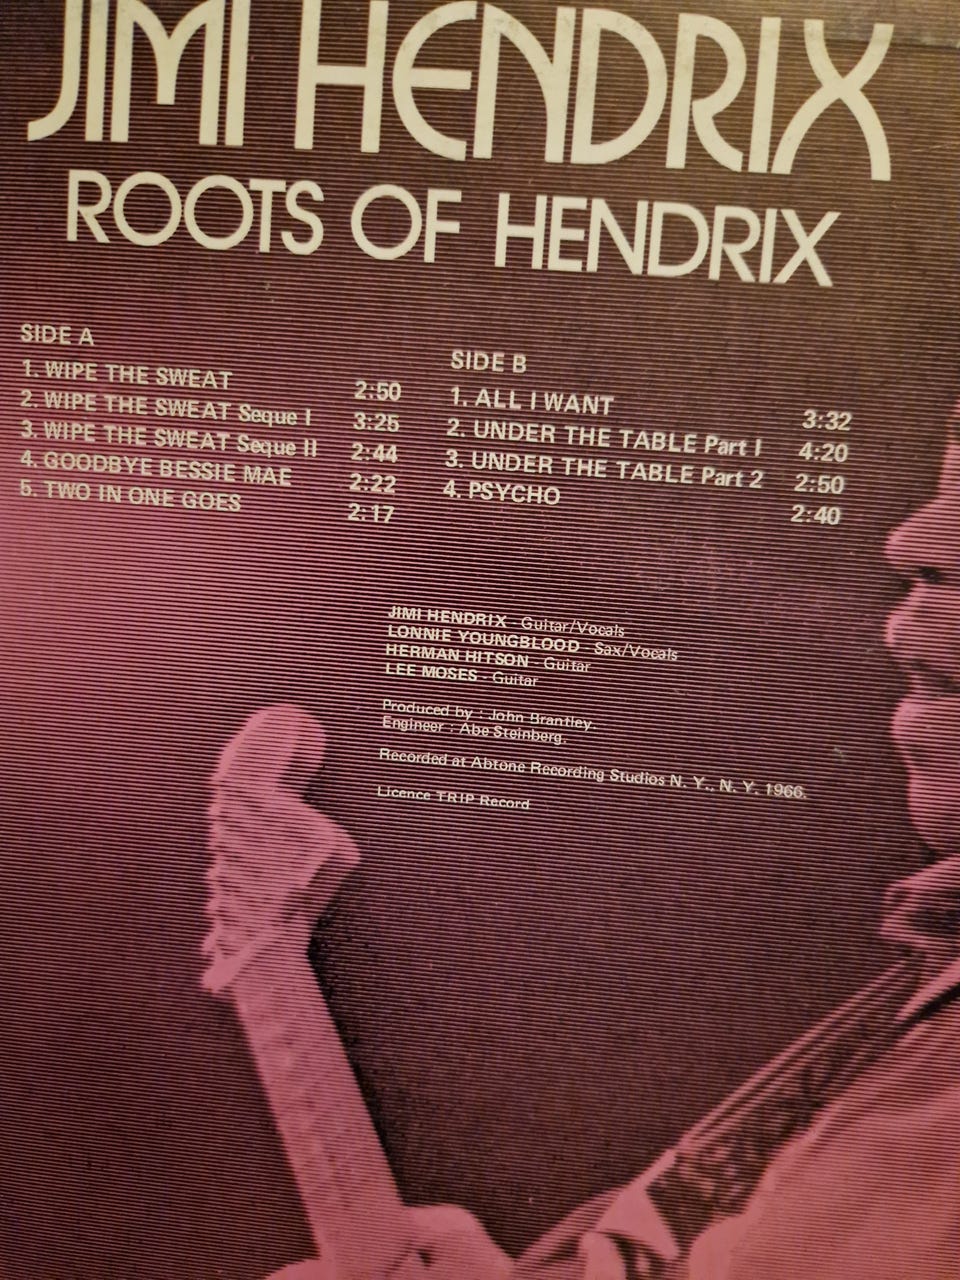 JIMI HENDRIX
ROOTS OF HENDRIX
SIDE A
1. WIPE THE SWEAT 2:50
2. WIPE THE SWEAT Seque I 3:25
3. WIPE THE SWEAT Seque II 2:44
4. GOODBYE BESSIE MAE 2:22
5. TWO IN ONE GOES 2:17
SIDE B
1. ALL I WANT 3:32
2. UNDER THE TABLE Part I 4:20
3. UNDER THE TABLE Part 2 2:50
4. PSYCHO 2:40
JIMI HENDRIX - Guitar/Vocals
LONNIE YOUNGBLOOD - Sax/Vocals
HERMAN HITSON - Guitar
LEE MOSES - Guitar
Produced by : John Brantley.
Engineer : Abe Steinberg.
Recorded at Abtone Recording Studios N. Y., N. Y. 1966.
Licence TRIP Record